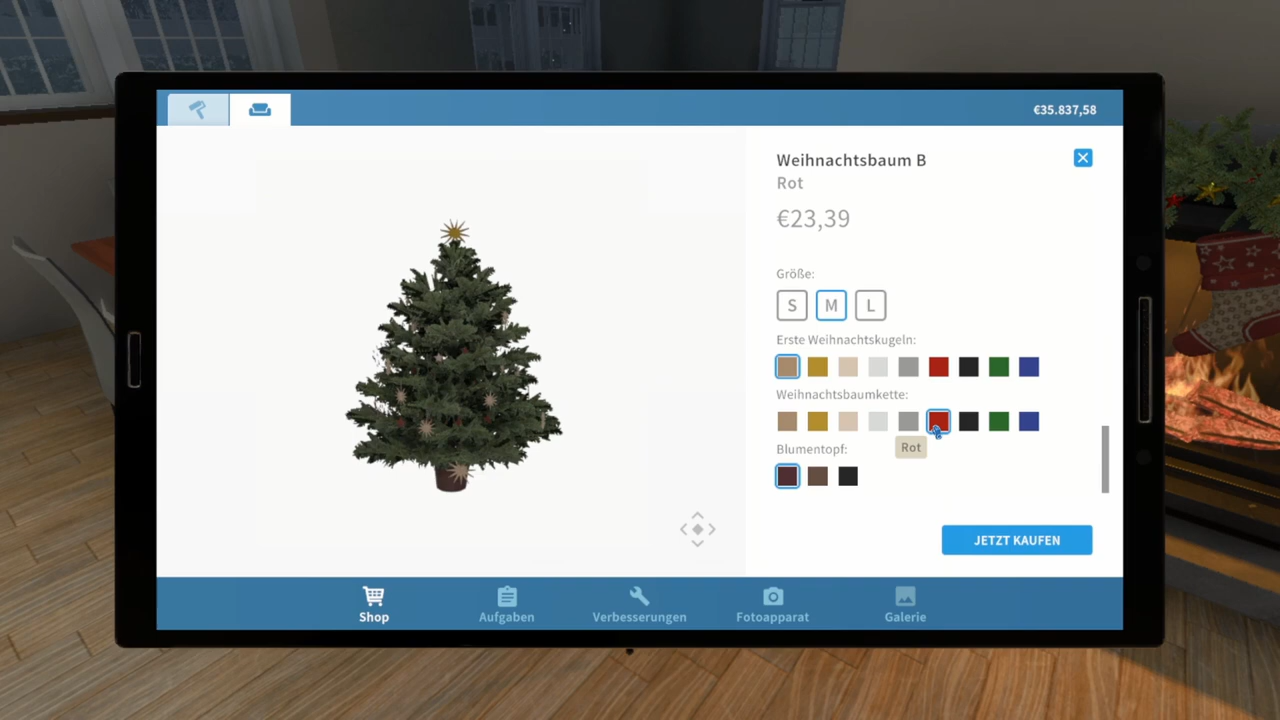 €35.837,58
Weihnachtsbaum B
Rot
€23,39
Größe:
S M L
Erste Weihnachtskugeln:
Weihnachtsbaumkette:
Rot
Blumentopf:
JETZT KAUFEN
Shop Aufgaben Verbesserungen Fotoapparat Galerie